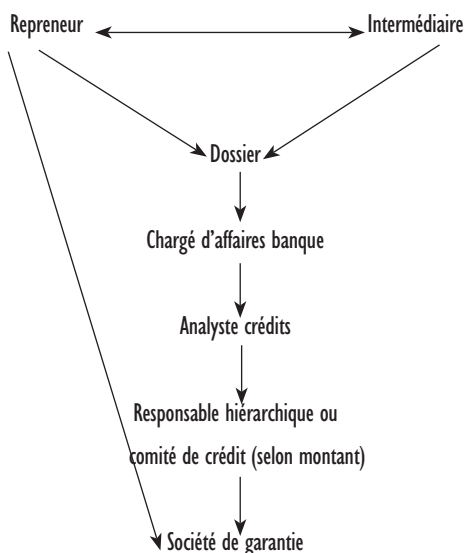 Repreneur
Intermédiaire
Dossier
Chargé d'affaires banque
Analyste crédits
Responsable hiérarchique ou
comité de crédit (selon montant)
Société de garantie